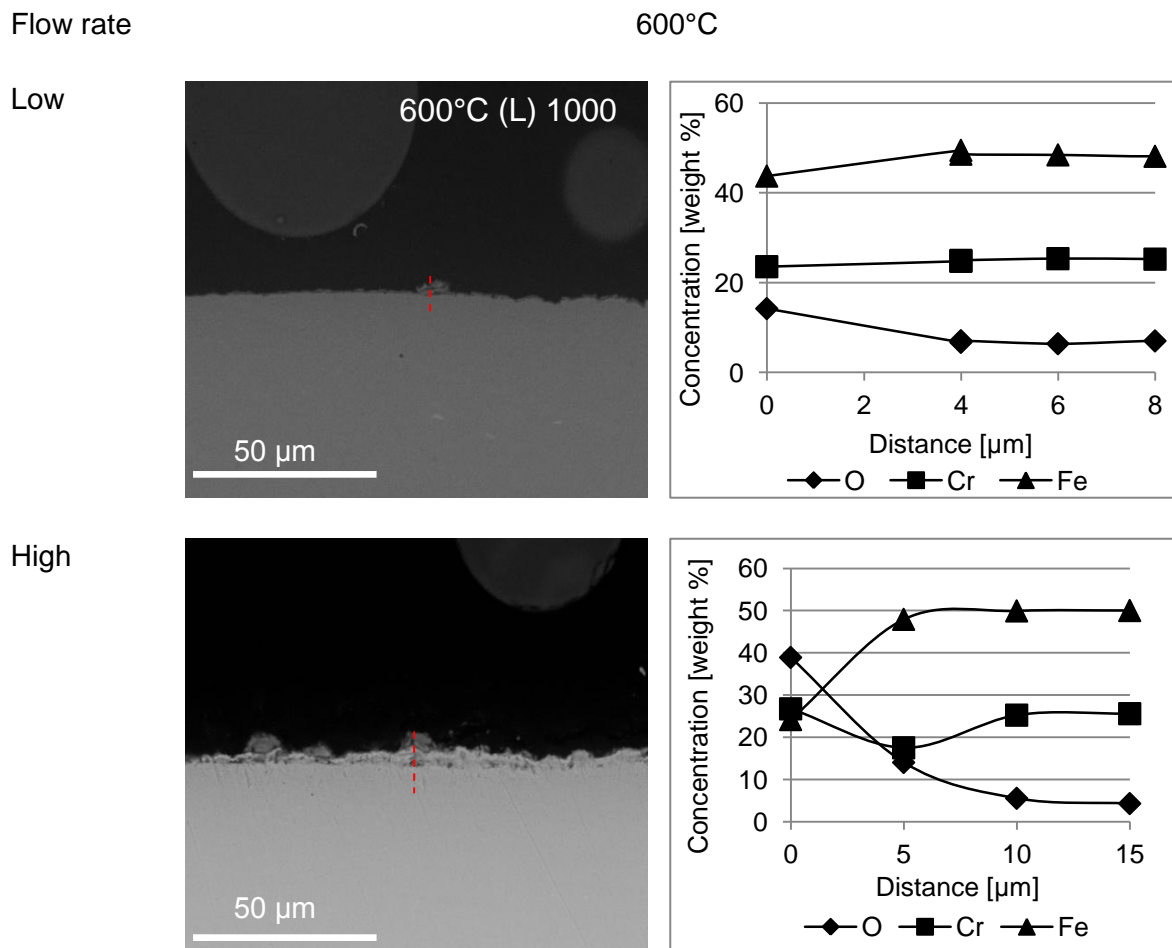 Flow rate
600°C
Low
600°C (L) 1000
50 µm
Concentration [weight %]
60
40
20
0
0 2 4 6 8
Distance [µm]
O Cr Fe
High
50 µm
Concentration [weight %]
60
50
40
30
20
10
0
0 5 10 15
Distance [µm]
O Cr Fe